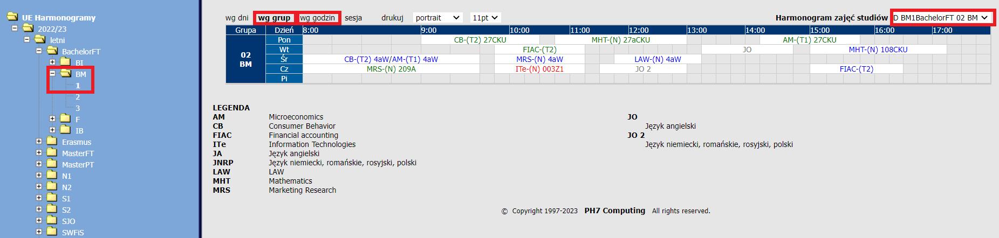 UE Harmonogramy
2022/23
letni
BachelorFT
BI
BM
1
2
3
F
IB
Erasmus
MasterFT
MasterPT
N1
N2
S1
S2
SJO
SWFiS
wg dni wg grup wg godzin sesja drukuj portrait 11pt Harmonogram zajęć studiów D BM1BachelorFT 02 BM
Grupa Dzień 8:00 9:00 10:00 11:00 12:00 13:00 14:00 15:00 16:00 17:00
02 BM
Pon CB-(T2) 27CKU MHT-(N) 27aCKU AM-(T1) 27CKU
Wt FIAC-(T2) JO MHT-(N) 108CKU
Śr CB-(T2) 4aW/AM-(T1) 4aW MRS-(N) 4aW LAW-(N) 4aW
Cz MRS-(N) 209A ITe-(N) 003Z1 JO 2 FIAC-(T2)
Pi
LEGENDA
AM Microeconomics
CB Consumer Behavior
FIAC Financial accounting
ITe Information Technologies
JA Język angielski
JNRP Język niemiecki, romańskie, rosyjski, polski
LAW LAW
MHT Mathematics
MRS Marketing Research
JO
Język angielski
JO 2
Język niemiecki, romańskie, rosyjski, polski
© Copyright 1997-2023 PH7 Computing All rights reserved.